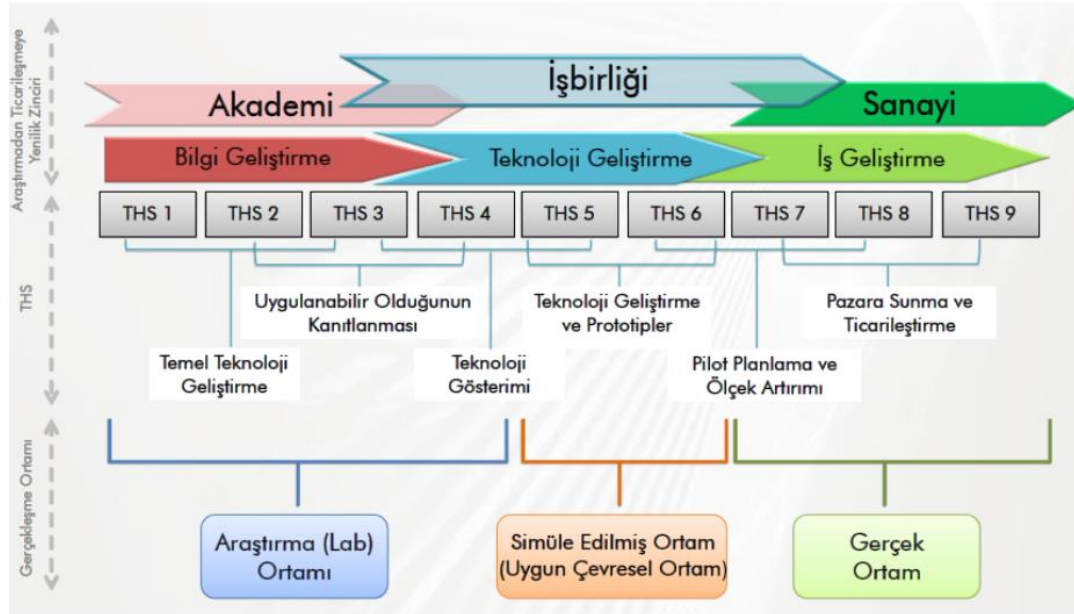 Araştırmadan Ticarileşmeye
Yenilik Zinciri
Akademi
İşbirliği
Sanayi
Bilgi Geliştirme
Teknoloji Geliştirme
İş Geliştirme
THS
THS 1
THS 2
THS 3
THS 4
THS 5
THS 6
THS 7
THS 8
THS 9
Uygulanabilir Olduğunun
Kanıtlanması
Teknoloji Geliştirme
ve Prototipler
Pazara Sunma ve
Ticarileştirme
Temel Teknoloji
Geliştirme
Teknoloji
Gösterimi
Pilot Planlama ve
Ölçek Artırımı
Gerçekleşme Ortamı
Araştırma (Lab)
Ortamı
Simüle Edilmiş Ortam
(Uygun Çevresel Ortam)
Gerçek
Ortam